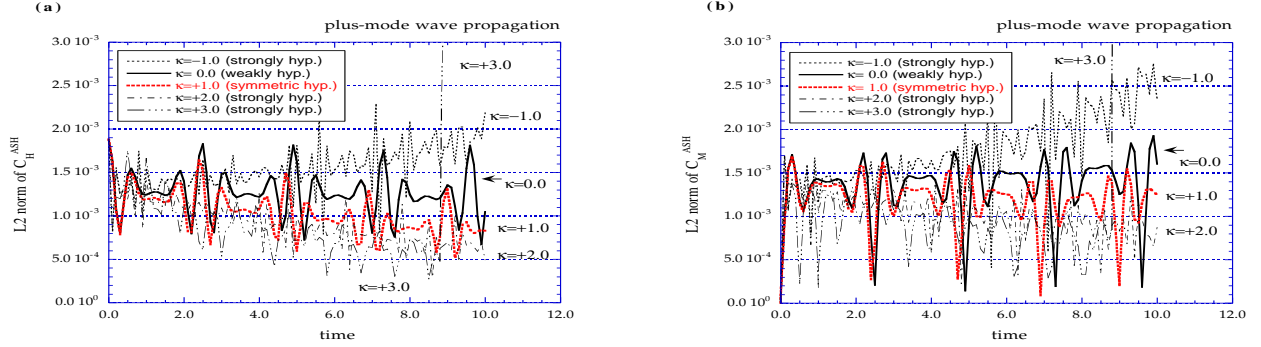 (a)
plus-mode wave propagation
3.0 10⁻³
2.5 10⁻³
2.0 10⁻³
1.5 10⁻³
1.0 10⁻³
5.0 10⁻⁴
0.0 10⁰
L2 norm of C_H^ASH
κ=−1.0 (strongly hyp.)
κ= 0.0 (weakly hyp.)
κ=+1.0 (symmetric hyp.)
κ=+2.0 (strongly hyp.)
κ=+3.0 (strongly hyp.)
κ=+3.0
κ=−1.0
κ=0.0
κ=+1.0
κ=+2.0
κ=+3.0
0.0 2.0 4.0 6.0 8.0 10.0 12.0
time
(b)
plus-mode wave propagation
3.0 10⁻³
2.5 10⁻³
2.0 10⁻³
1.5 10⁻³
1.0 10⁻³
5.0 10⁻⁴
0.0 10⁰
L2 norm of C_M^ASH
κ=−1.0 (strongly hyp.)
κ= 0.0 (weakly hyp.)
κ= 1.0 (symmetric hyp.)
κ=+2.0 (strongly hyp.)
κ=+3.0 (strongly hyp.)
κ=+3.0
κ=−1.0
κ=0.0
κ=+1.0
κ=+2.0
0.0 2.0 4.0 6.0 8.0 10.0 12.0
time